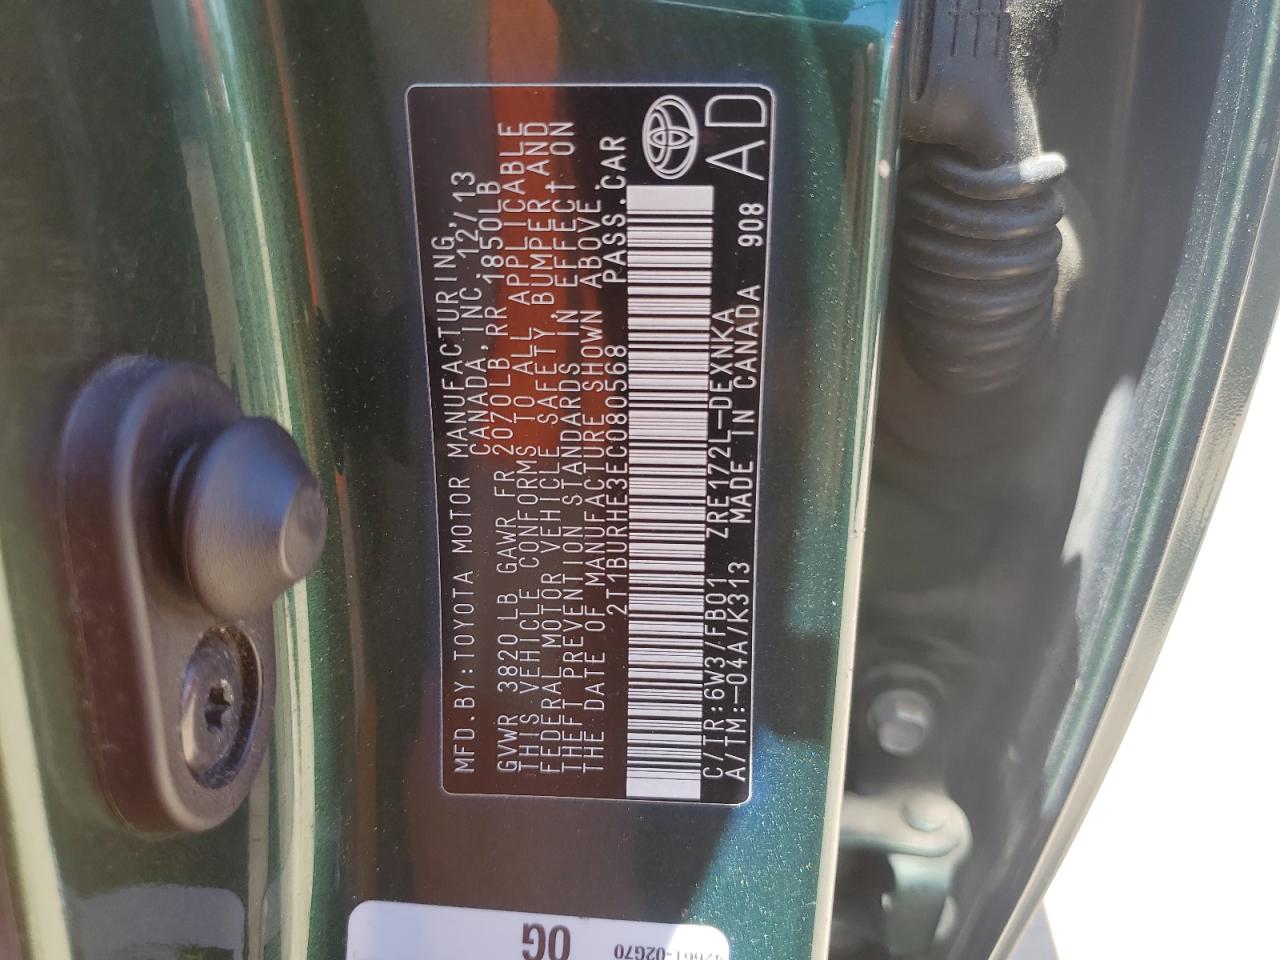 MFD.BY:TOYOTA MOTOR MANUFACTURING,
CANADA,INC. 12/13
GVWR 3820 LB GAWR FR 2070LB RR 1850LB
THIS VEHICLE CONFORMS TO ALL APPLICABLE
FEDERAL MOTOR VEHICLE SAFETY,BUMPER AND
THEFT PREVENTION STANDARDS IN EFFECT ON
THE DATE OF MANUFACTURE SHOWN ABOVE.
2T1BURHE3EC080568 PASS.CAR
C/TR:6W3/FB01 ZRE172L-DEXNKA
A/TM:-04A/K313 MADE IN CANADA 908
AD
0G
42661-02G70